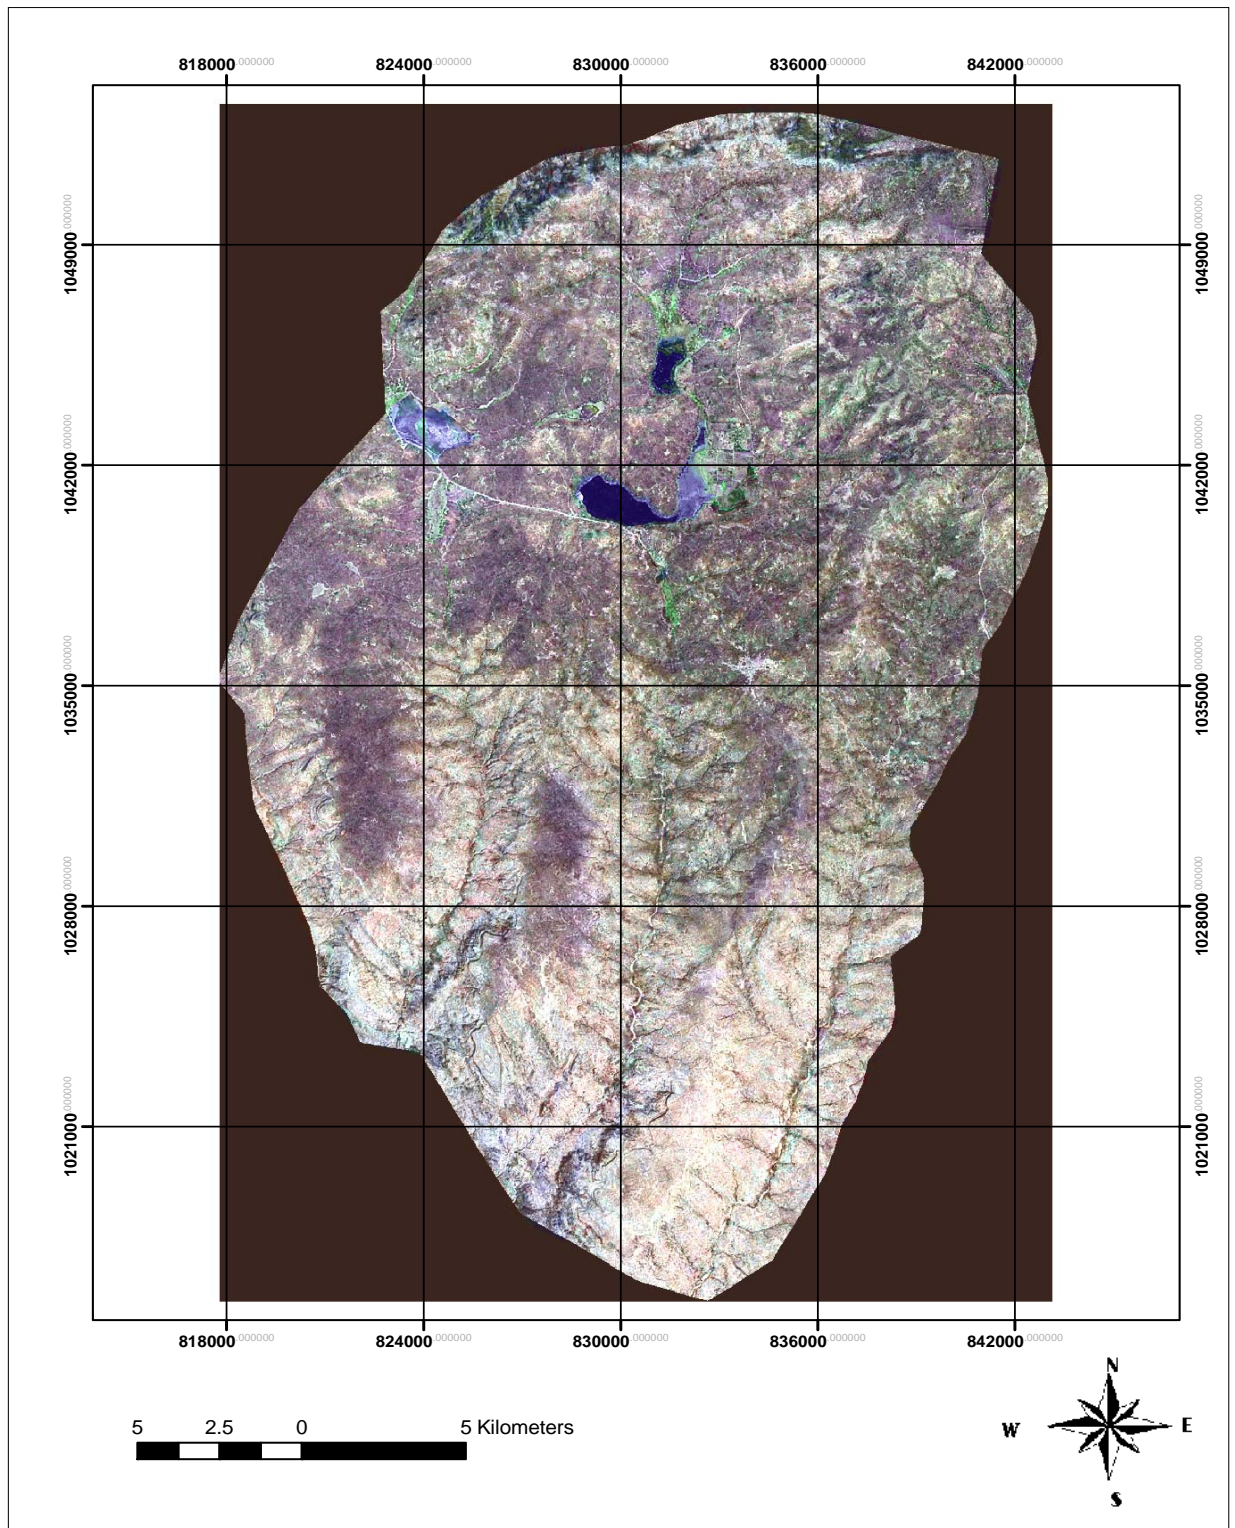 818000.000000 824000.000000 830000.000000 836000.000000 842000.000000
1049000.000000 1049000.000000
1042000.000000 1042000.000000
1035000.000000 1035000.000000
1028000.000000 1028000.000000
1021000.000000 1021000.000000
818000.000000 824000.000000 830000.000000 836000.000000 842000.000000
N
W E
S
5 2.5 0 5 Kilometers